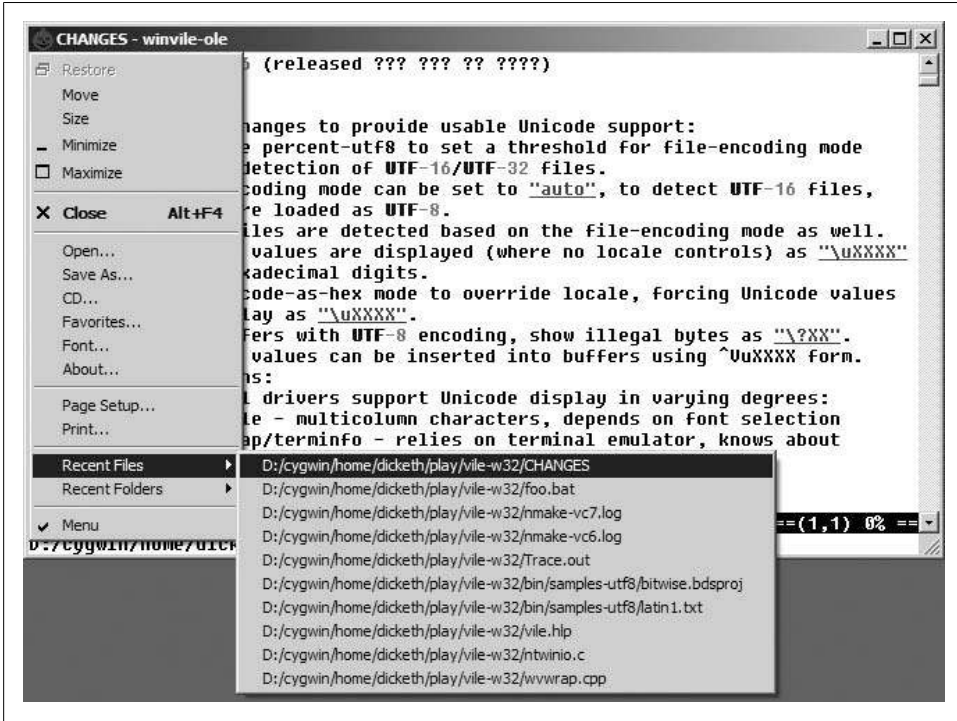 CHANGES - winvile-ole
Restore
Move
Size
Minimize
Maximize
Close Alt+F4
Open...
Save As...
CD...
Favorites...
Font...
About...
Page Setup...
Print...
Recent Files
Recent Folders
Menu
(released ??? ??? ?? ????)
hanges to provide usable Unicode support:
e percent-utf8 to set a threshold for file-encoding mode
detection of UTF-16/UTF-32 files.
coding mode can be set to "auto", to detect UTF-16 files,
re loaded as UTF-8.
iles are detected based on the file-encoding mode as well.
values are displayed (where no locale controls) as "\uXXXX"
xadecimal digits.
code-as-hex mode to override locale, forcing Unicode values
lay as "\uXXXX".
fers with UTF-8 encoding, show illegal bytes as "\?XX".
values can be inserted into buffers using ^VuXXXX form.
ns:
l drivers support Unicode display in varying degrees:
le - multicolumn characters, depends on font selection
ap/terminfo - relies on terminal emulator, knows about
D:/cygwin/home/dicketh/play/vile-w32/CHANGES
D:/cygwin/home/dicketh/play/vile-w32/foo.bat
D:/cygwin/home/dicketh/play/vile-w32/nmake-vc7.log
D:/cygwin/home/dicketh/play/vile-w32/nmake-vc6.log
D:/cygwin/home/dicketh/play/vile-w32/Trace.out
D:/cygwin/home/dicketh/play/vile-w32/bin/samples-utf8/bitwise.bdsproj
D:/cygwin/home/dicketh/play/vile-w32/bin/samples-utf8/latin1.txt
D:/cygwin/home/dicketh/play/vile-w32/vile.hlp
D:/cygwin/home/dicketh/play/vile-w32/ntwinio.c
D:/cygwin/home/dicketh/play/vile-w32/wvwrap.cpp
==(1,1) 0% ==
D:/cygwin/home/dick